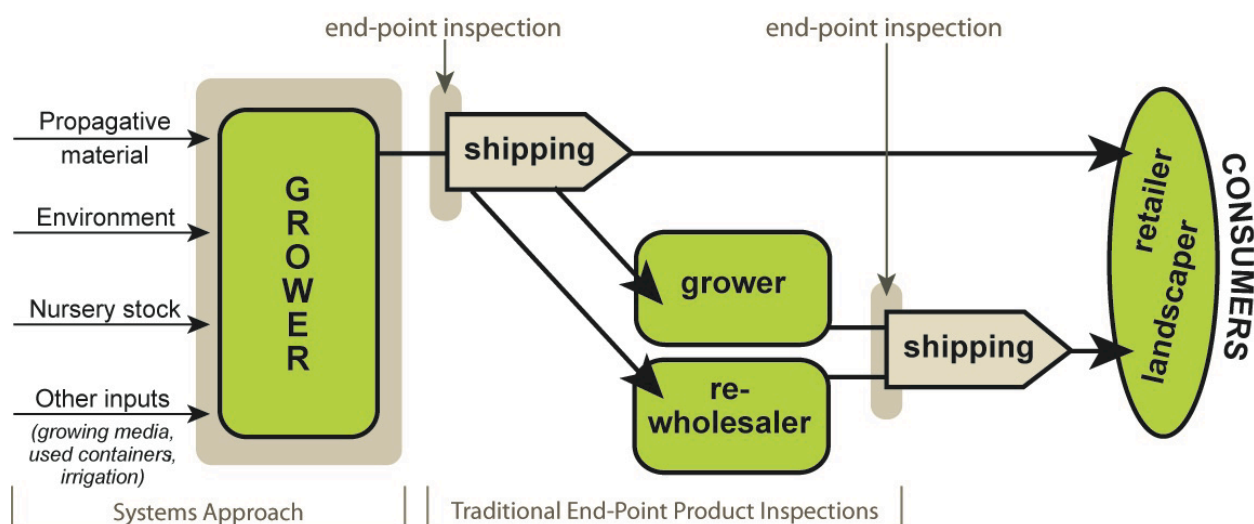 end-point inspection
end-point inspection
Propagative
material
Environment
Nursery stock
Other inputs
(growing media,
used containers,
irrigation)
GROWER
shipping
grower
re-
wholesaler
shipping
retailer
landscaper
CONSUMERS
Systems Approach
Traditional End-Point Product Inspections